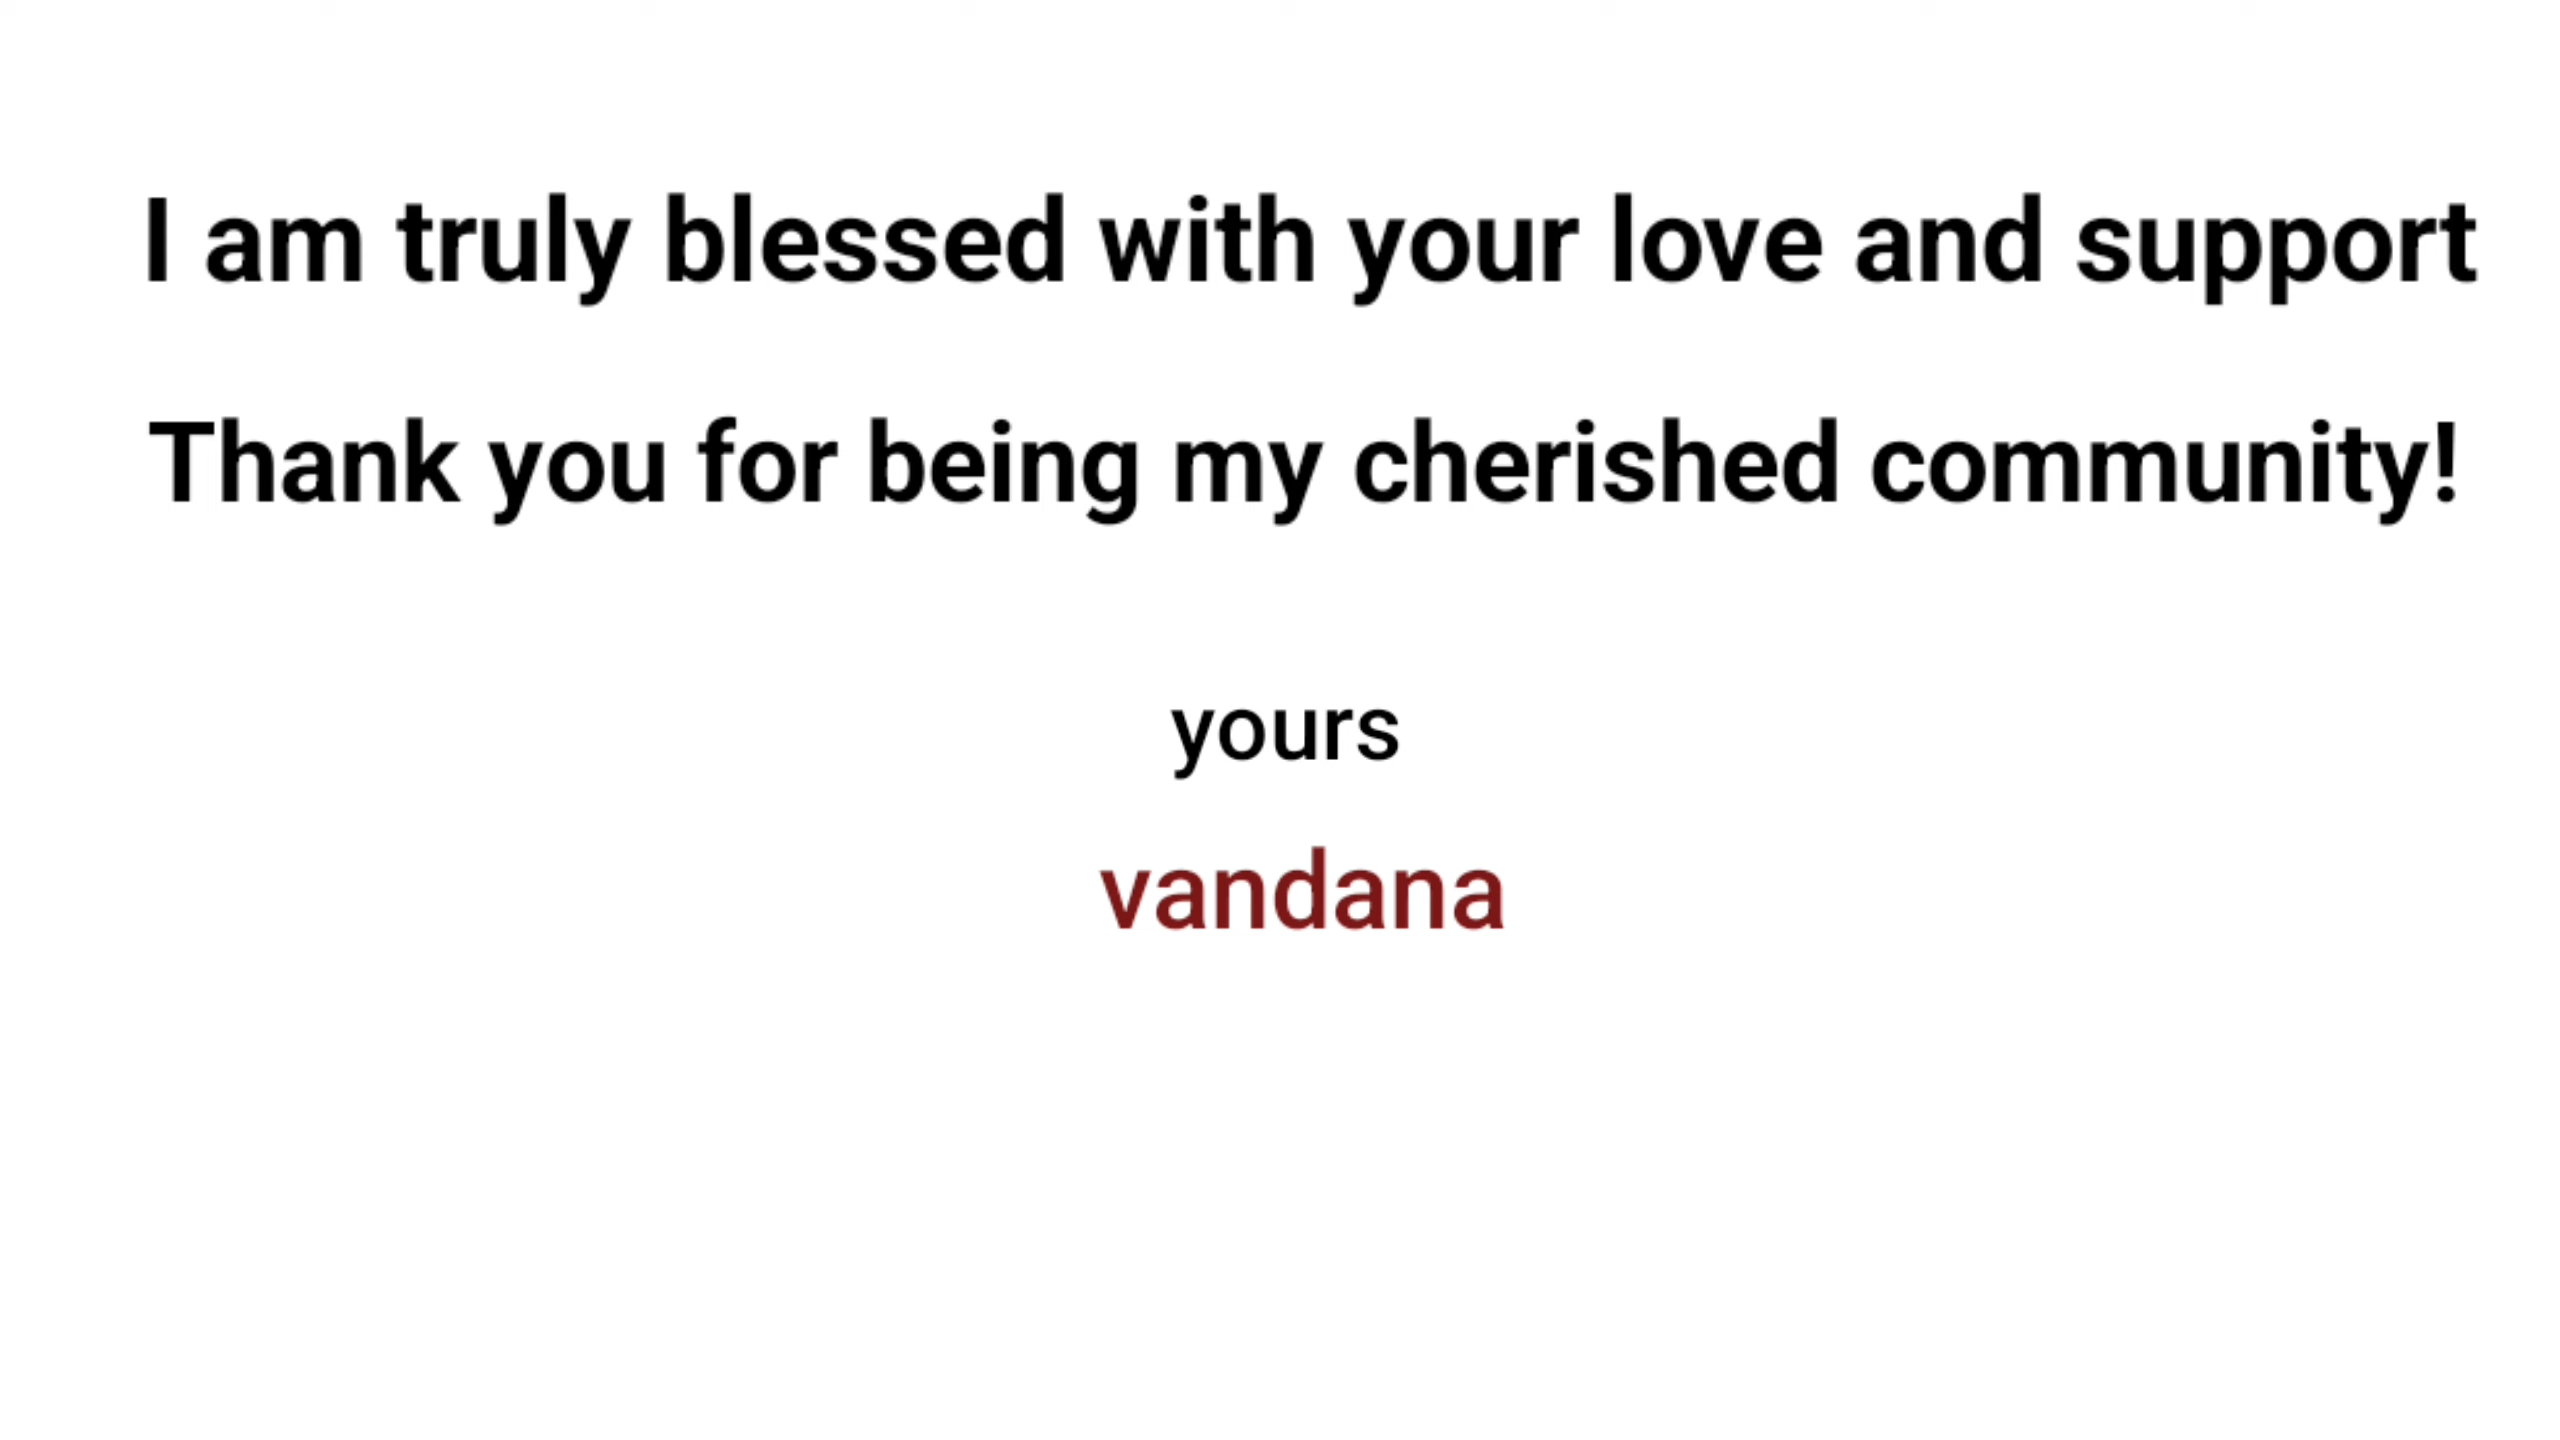 I am truly blessed with your love and support
Thank you for being my cherished community!
yours
vandana